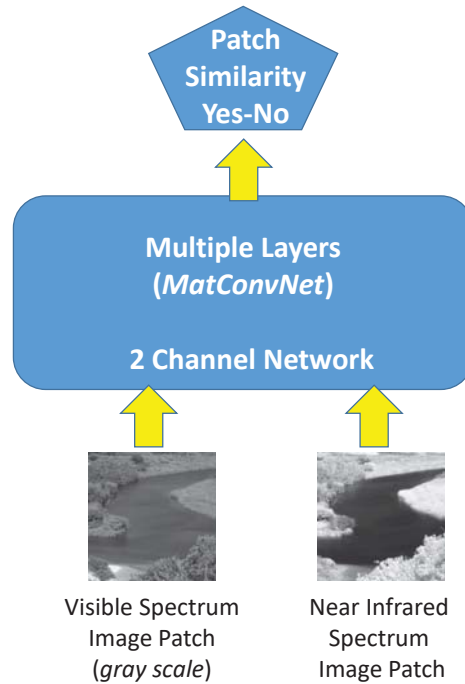 Patch
Similarity
Yes-No
Multiple Layers
(MatConvNet)
2 Channel Network
Visible Spectrum
Image Patch
(gray scale)
Near Infrared
Spectrum
Image Patch